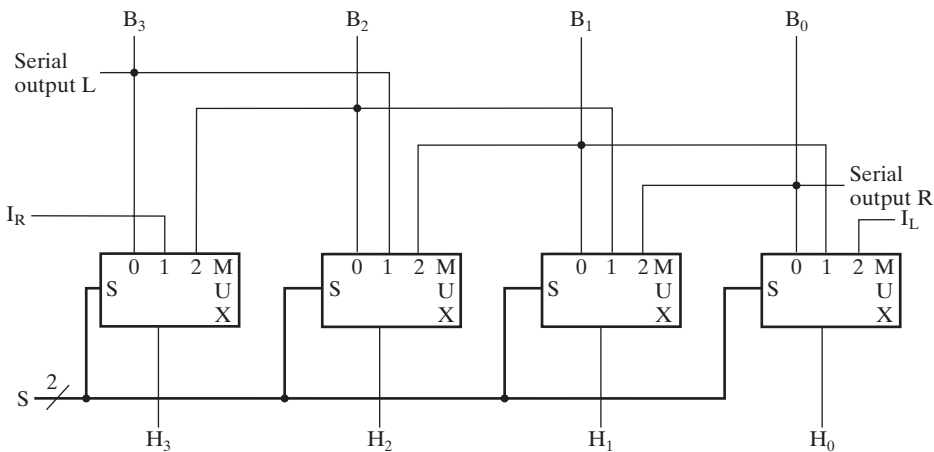 B3 B2 B1 B0
Serial
output L
Serial
output R
IR
IL
0 1 2 M
S U
X
0 1 2 M
S U
X
0 1 2 M
S U
X
0 1 2 M
S U
X
2
S
H3 H2 H1 H0